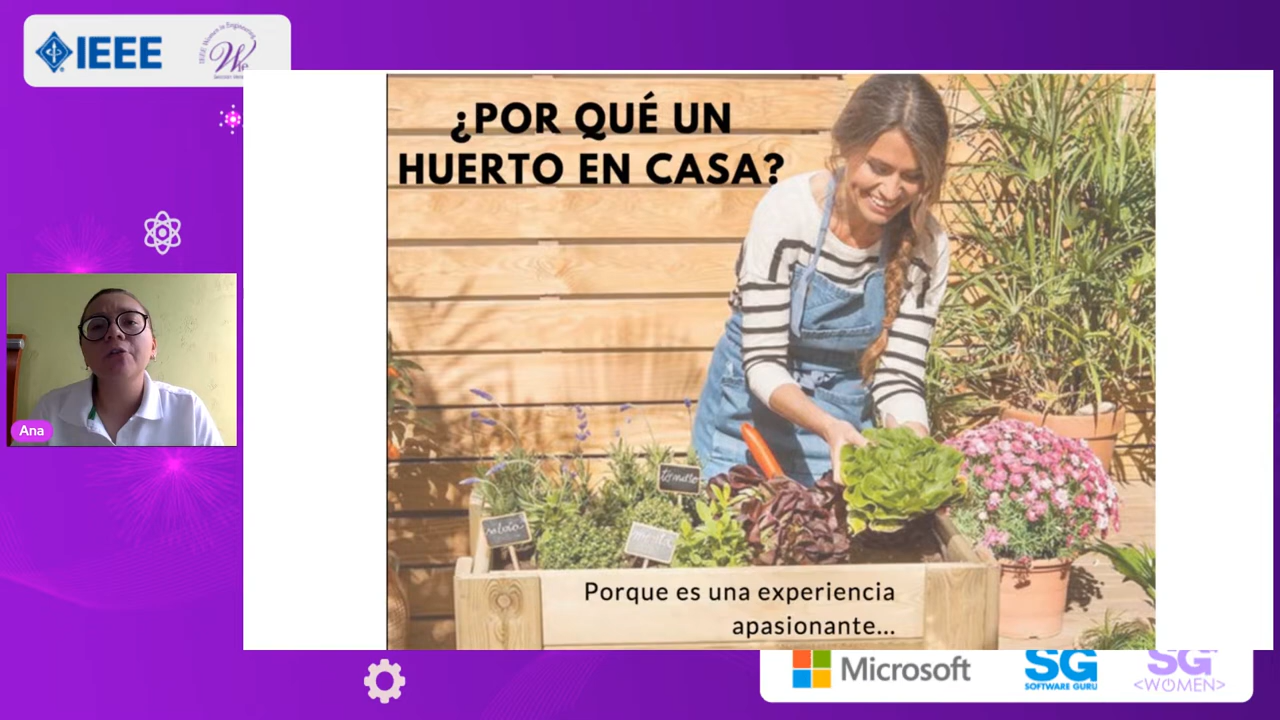 IEEE
¿POR QUÉ UN
HUERTO EN CASA?
Ana
tomate
Porque es una experiencia
apasionante...
Microsoft
SG
SOFTWARE GURU
SG
<WOMEN>